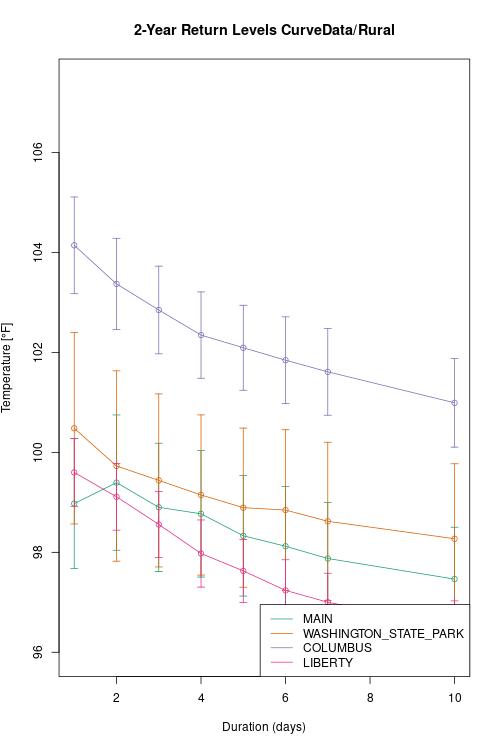 2-Year Return Levels CurveData/Rural
Temperature [°F]
106
104
102
100
98
96
MAIN
WASHINGTON_STATE_PARK
COLUMBUS
LIBERTY
2 4 6 8 10
Duration (days)